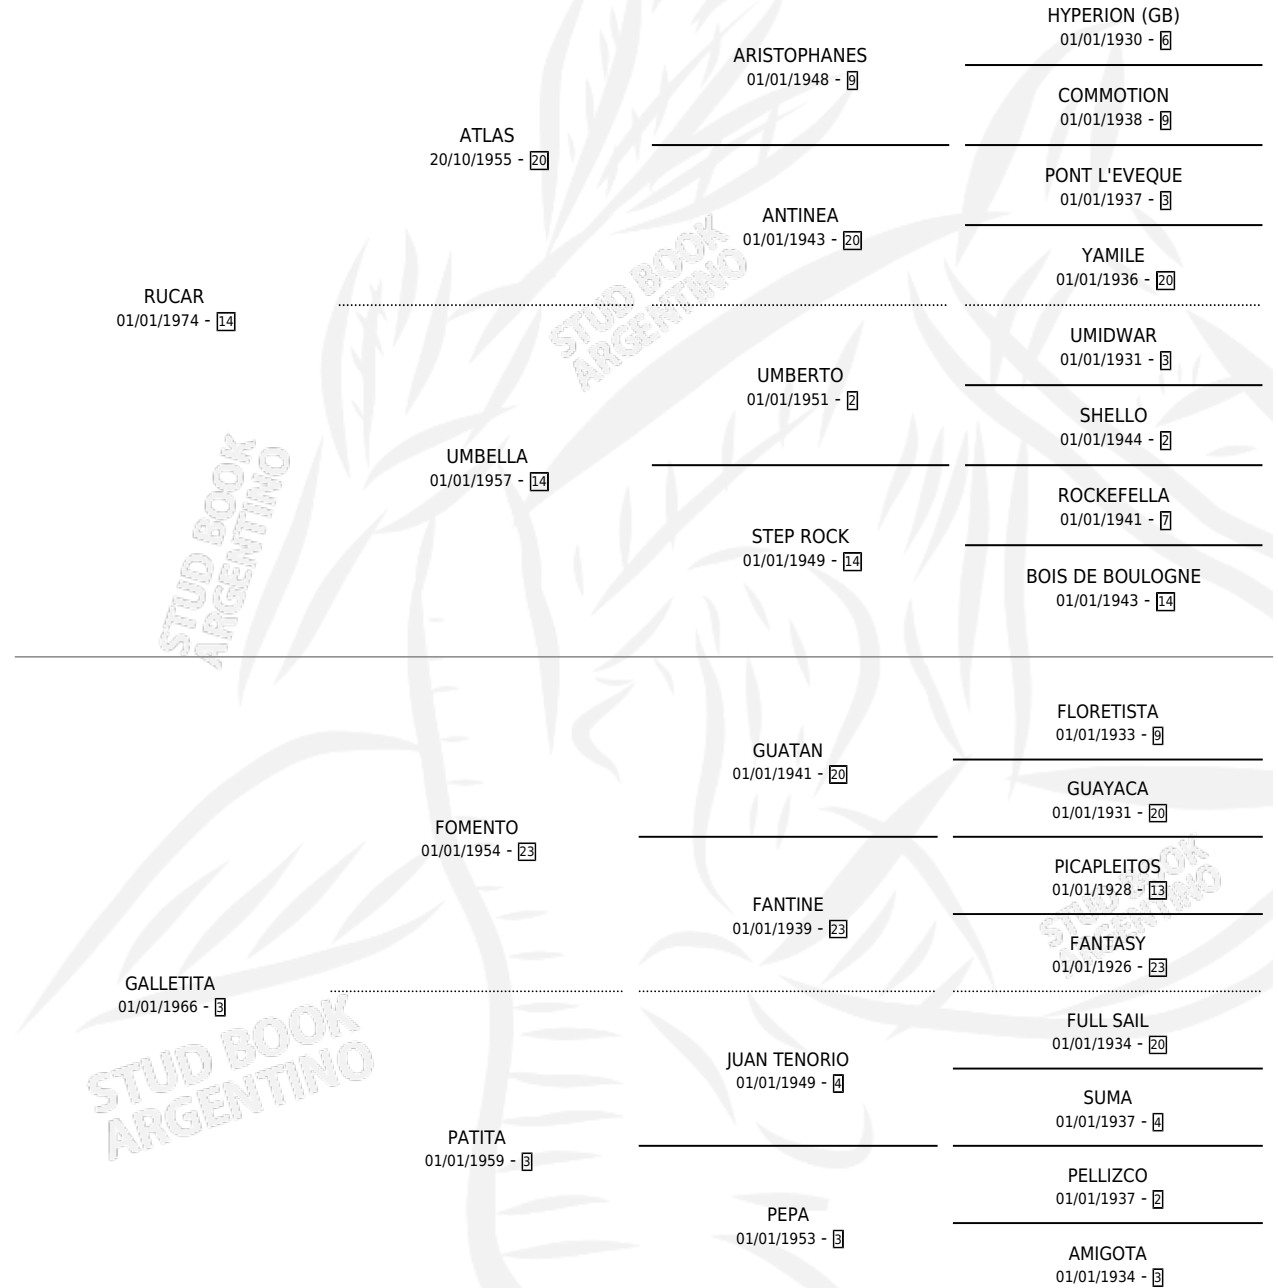 HYPERION (GB)
01/01/1930 - 6
ARISTOPHANES
01/01/1948 - 9
COMMOTION
01/01/1938 - 9
ATLAS
20/10/1955 - 20
PONT L'EVEQUE
01/01/1937 - 3
ANTINEA
01/01/1943 - 20
YAMILE
01/01/1936 - 20
RUCAR
01/01/1974 - 14
STUD BOOK
ARGENTINO
UMIDWAR
01/01/1931 - 3
UMBERTO
01/01/1951 - 2
SHELLO
01/01/1944 - 2
UMBELLA
01/01/1957 - 14
ROCKEFELLA
01/01/1941 - 7
STEP ROCK
01/01/1949 - 14
BOIS DE BOULOGNE
01/01/1943 - 14
STUD BOOK
ARGENTINO
FLORETISTA
01/01/1933 - 9
GUATAN
01/01/1941 - 20
GUAYACA
01/01/1931 - 20
FOMENTO
01/01/1954 - 23
PICAPLEITOS
01/01/1928 - 13
FANTINE
01/01/1939 - 23
STUD BOOK
ARGENTINO
FANTASY
01/01/1926 - 23
GALLETITA
01/01/1966 - 3
FULL SAIL
01/01/1934 - 20
JUAN TENORIO
01/01/1949 - 4
STUD BOOK
ARGENTINO
SUMA
01/01/1937 - 4
PATITA
01/01/1959 - 3
PELLIZCO
01/01/1937 - 2
PEPA
01/01/1953 - 3
AMIGOTA
01/01/1934 - 3